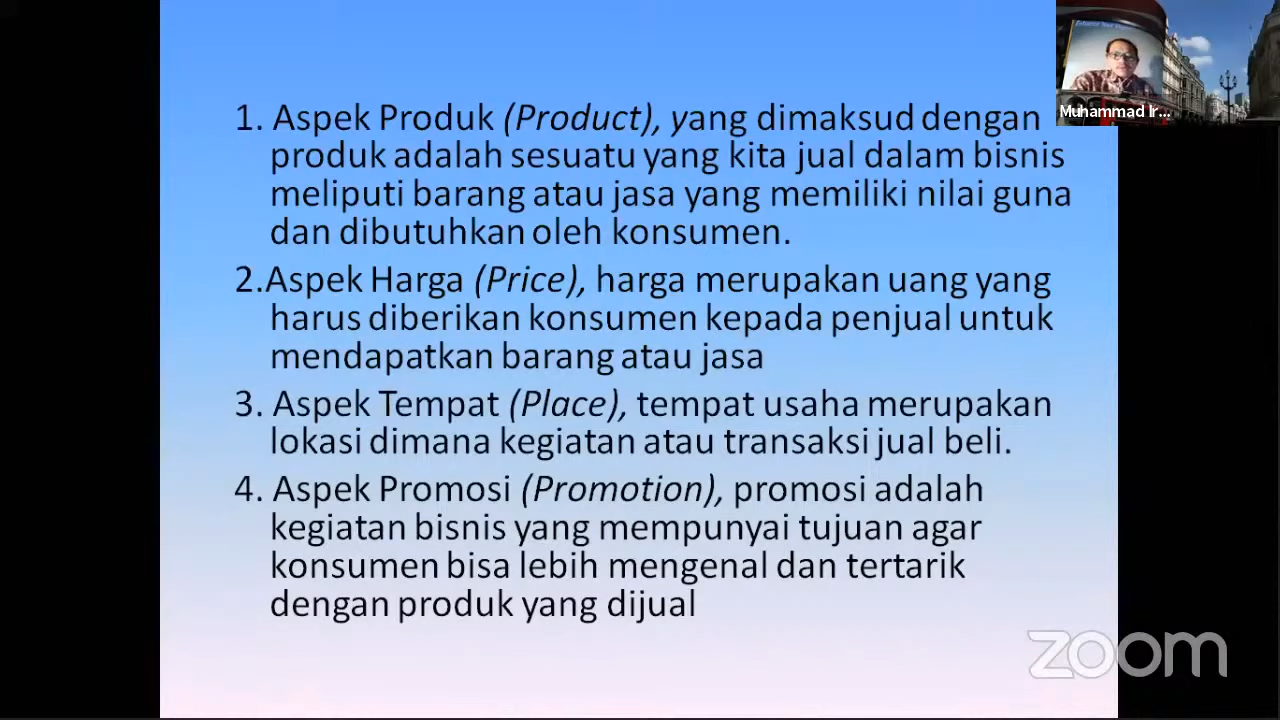 1. Aspek Produk (Product), yang dimaksud dengan
produk adalah sesuatu yang kita jual dalam bisnis
meliputi barang atau jasa yang memiliki nilai guna
dan dibutuhkan oleh konsumen.
2.Aspek Harga (Price), harga merupakan uang yang
harus diberikan konsumen kepada penjual untuk
mendapatkan barang atau jasa
3. Aspek Tempat (Place), tempat usaha merupakan
lokasi dimana kegiatan atau transaksi jual beli.
4. Aspek Promosi (Promotion), promosi adalah
kegiatan bisnis yang mempunyai tujuan agar
konsumen bisa lebih mengenal dan tertarik
dengan produk yang dijual
Muhammad Ir...
zoom